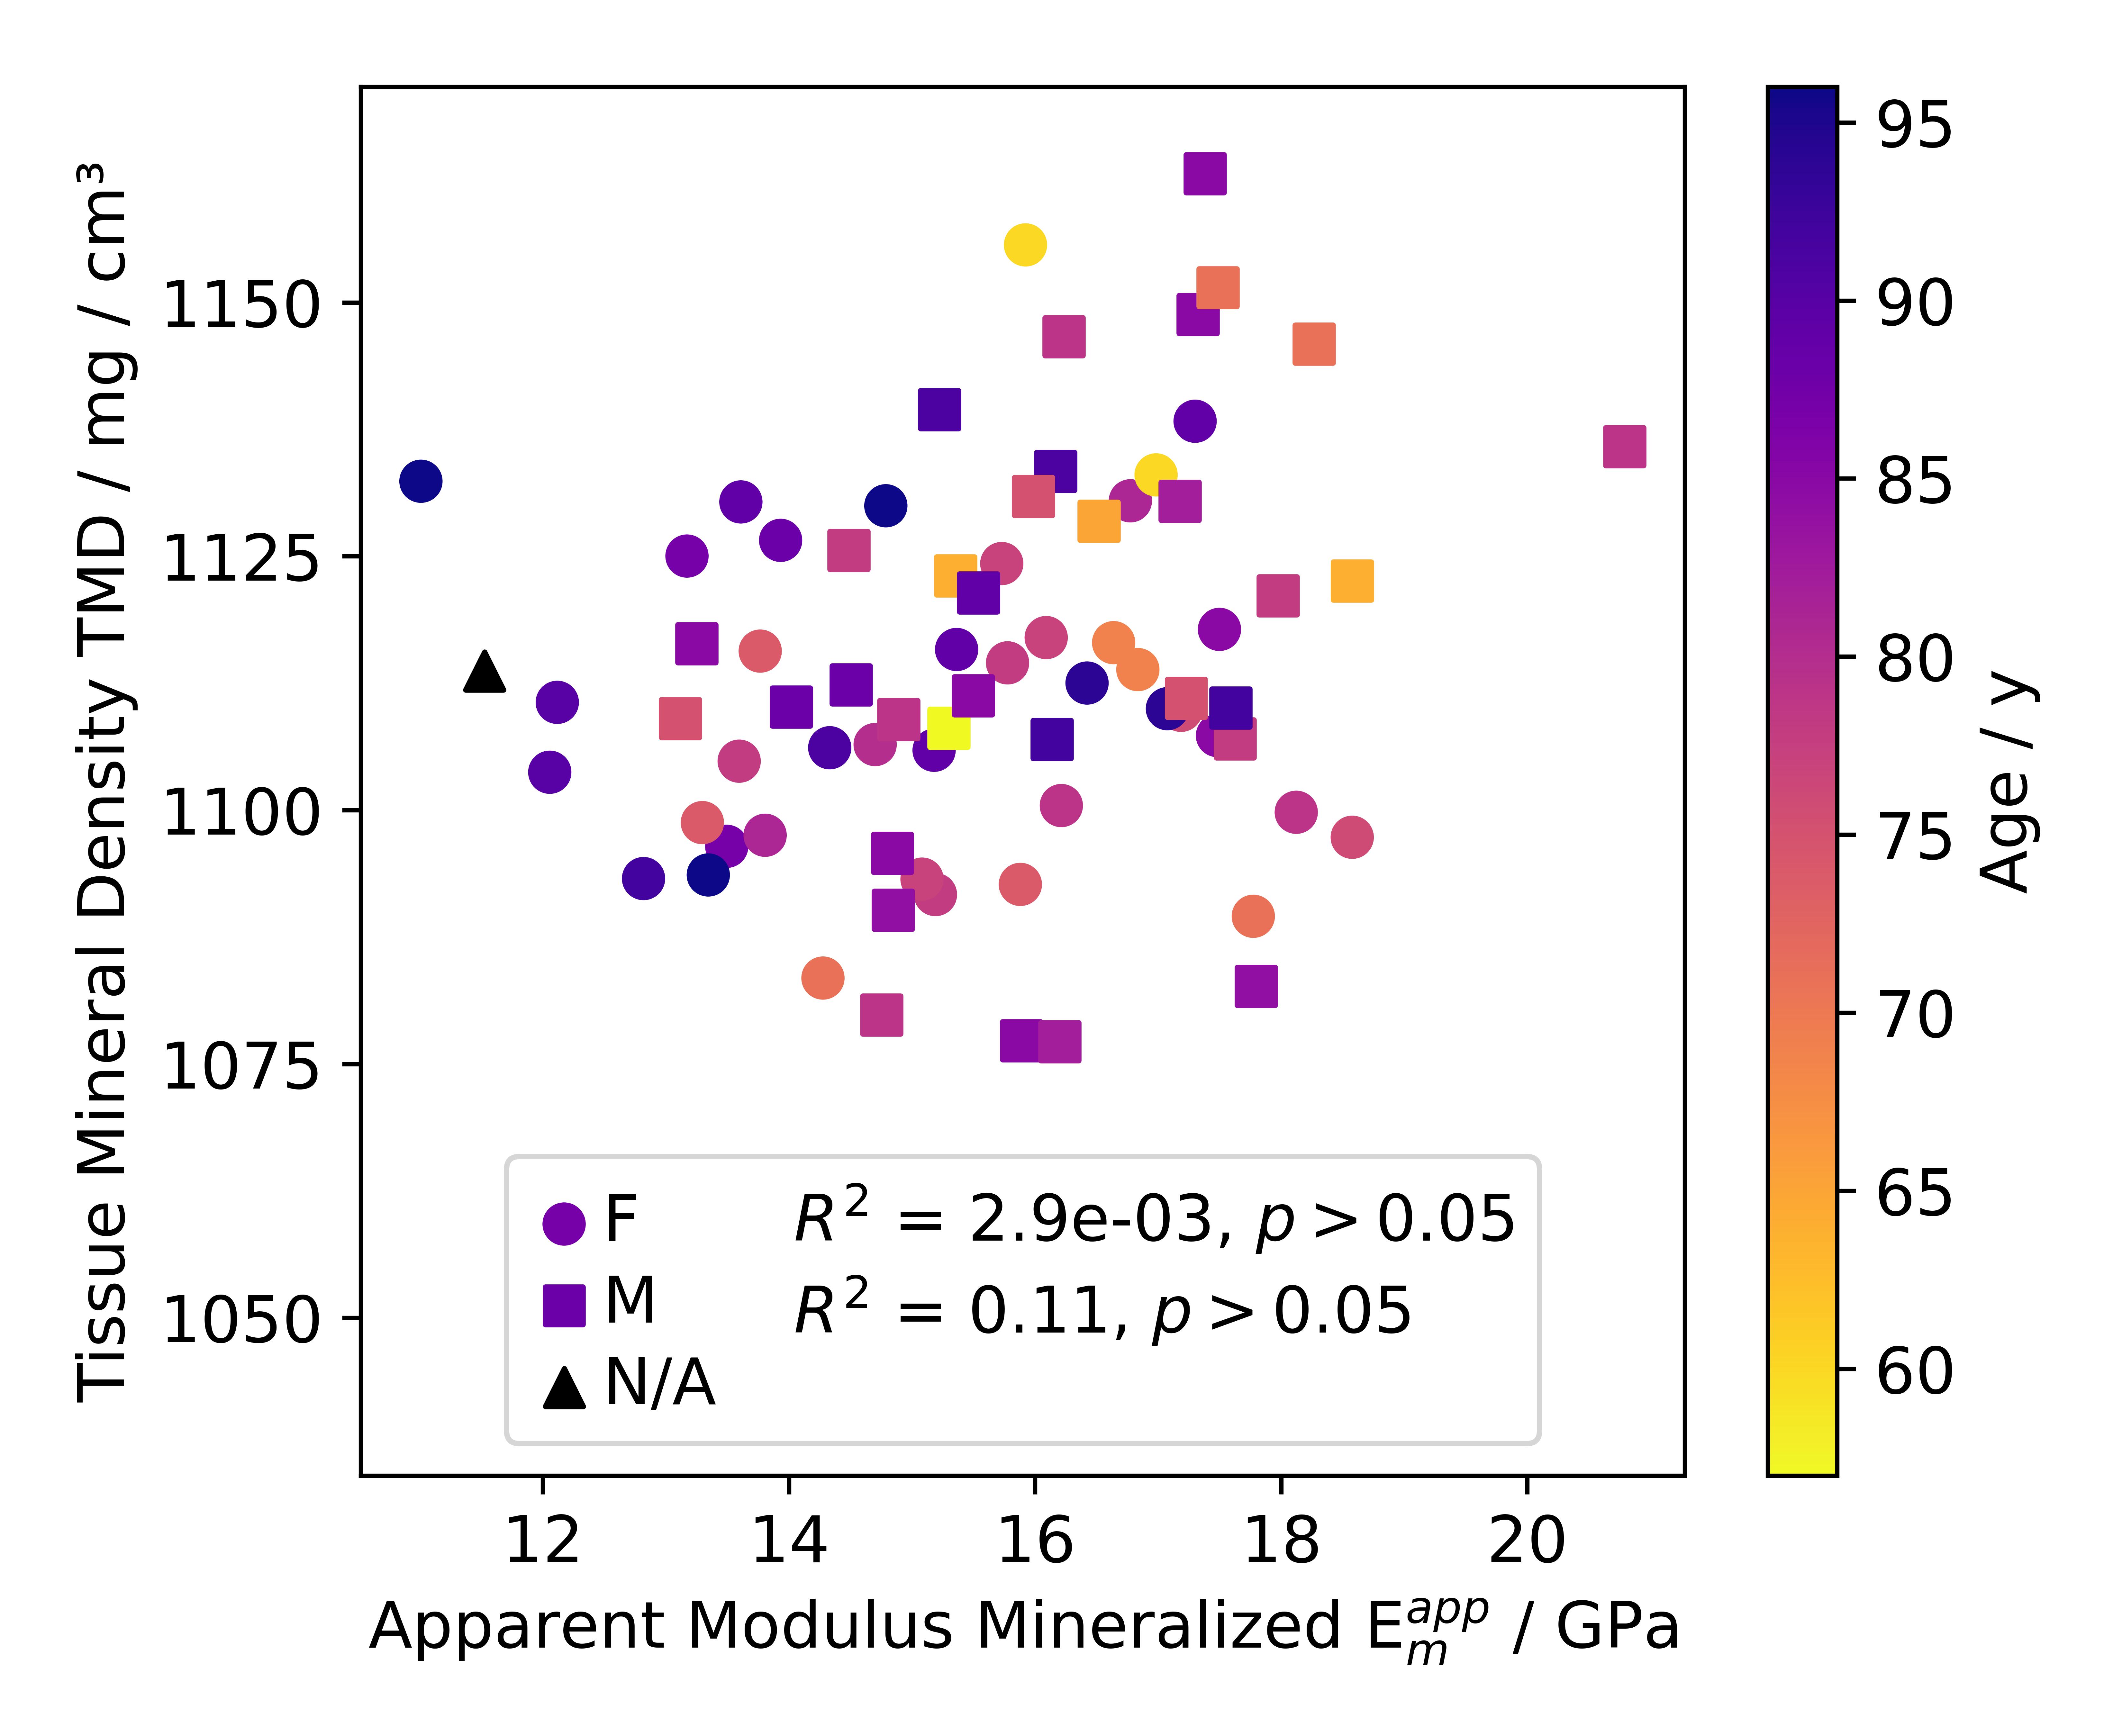 Tissue Mineral Density TMD / mg / cm³
1150
1125
1100
1075
1050
F R² = 2.9e-03, p > 0.05
M R² = 0.11, p > 0.05
N/A
12 14 16 18 20
Apparent Modulus Mineralized E_m^app / GPa
95
90
85
80
75
70
65
60
Age / y